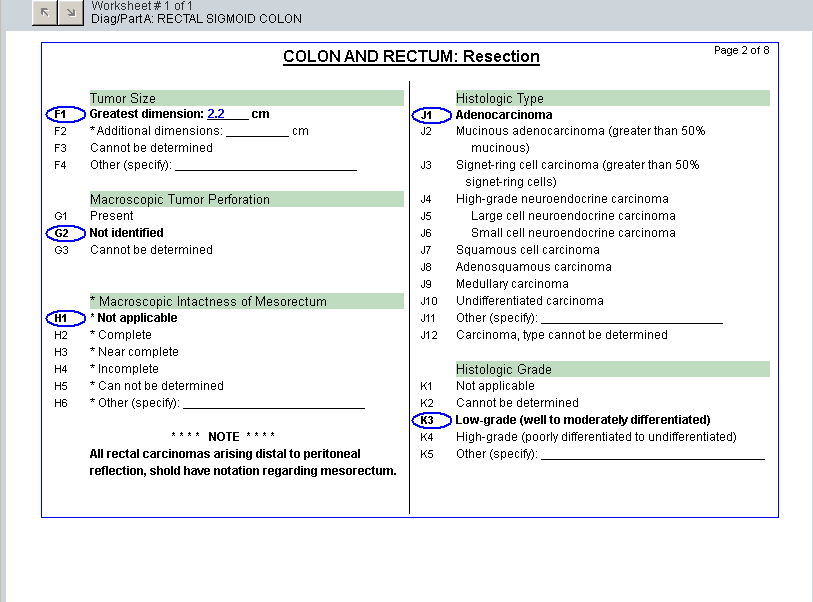 Worksheet # 1 of 1
Diag/Part A: RECTAL SIGMOID COLON
COLON AND RECTUM: Resection
Page 2 of 8
Tumor Size
F1 Greatest dimension: 2.2____ cm
F2 *Additional dimensions: _________ cm
F3 Cannot be determined
F4 Other (specify): __________________________
Macroscopic Tumor Perforation
G1 Present
G2 Not identified
G3 Cannot be determined
* Macroscopic Intactness of Mesorectum
H1 * Not applicable
H2 * Complete
H3 * Near complete
H4 * Incomplete
H5 * Can not be determined
H6 * Other (specify): __________________________
* * * * NOTE * * * *
All rectal carcinomas arising distal to peritoneal
reflection, shold have notation regarding mesorectum.
Histologic Type
J1 Adenocarcinoma
J2 Mucinous adenocarcinoma (greater than 50%
mucinous)
J3 Signet-ring cell carcinoma (greater than 50%
signet-ring cells)
J4 High-grade neuroendocrine carcinoma
J5 Large cell neuroendocrine carcinoma
J6 Small cell neuroendocrine carcinoma
J7 Squamous cell carcinoma
J8 Adenosquamous carcinoma
J9 Medullary carcinoma
J10 Undifferentiated carcinoma
J11 Other (specify): __________________________
J12 Carcinoma, type cannot be determined
Histologic Grade
K1 Not applicable
K2 Cannot be determined
K3 Low-grade (well to moderately differentiated)
K4 High-grade (poorly differentiated to undifferentiated)
K5 Other (specify): ________________________________